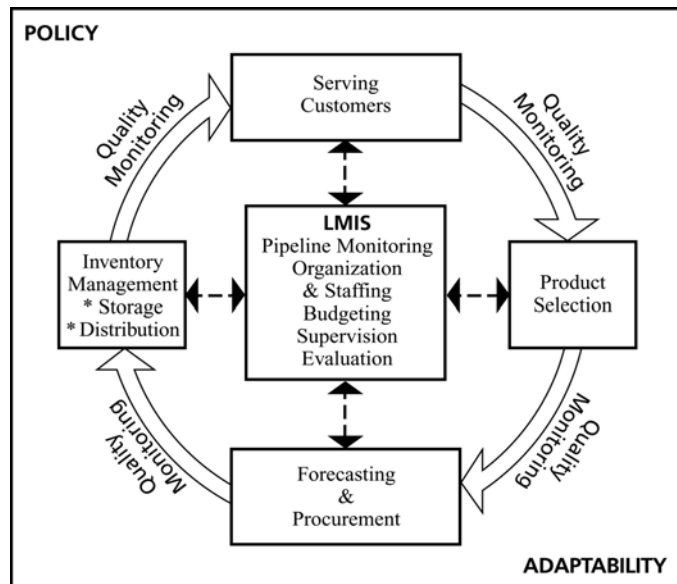 POLICY
Serving
Customers
Quality
Monitoring
Quality
Monitoring
LMIS
Pipeline Monitoring
Organization
& Staffing
Budgeting
Supervision
Evaluation
Inventory
Management
* Storage
* Distribution
Product
Selection
Quality
Monitoring
Quality
Monitoring
Forecasting
&
Procurement
ADAPTABILITY